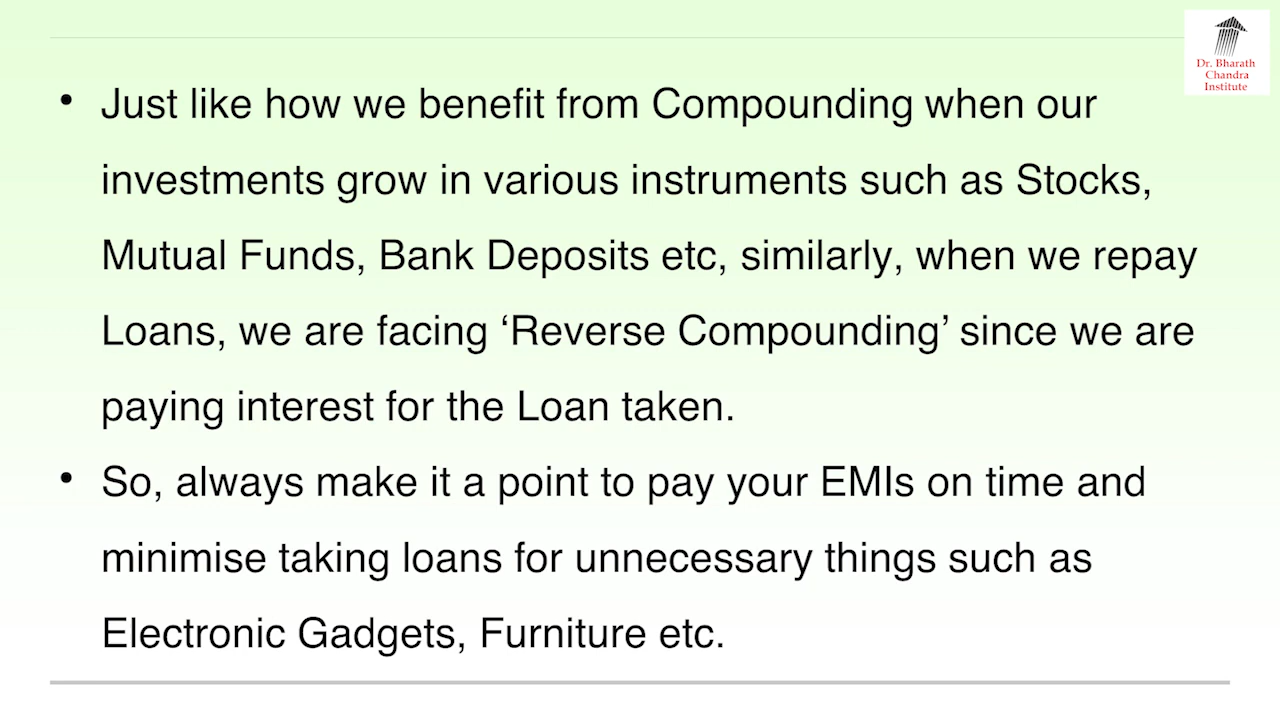 Dr. Bharath
Chandra
Institute
• Just like how we benefit from Compounding when our
investments grow in various instruments such as Stocks,
Mutual Funds, Bank Deposits etc, similarly, when we repay
Loans, we are facing ‘Reverse Compounding’ since we are
paying interest for the Loan taken.
• So, always make it a point to pay your EMIs on time and
minimise taking loans for unnecessary things such as
Electronic Gadgets, Furniture etc.